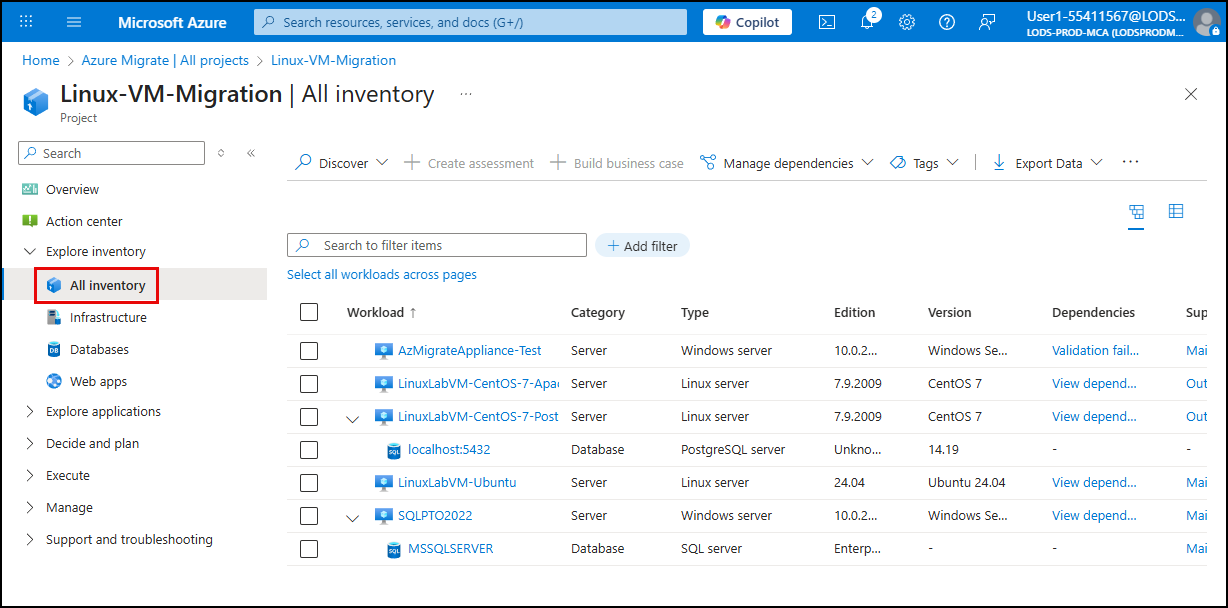 Microsoft Azure
Search resources, services, and docs (G+/)
Copilot
2
User1-55411567@LODS...
LODS-PROD-MCA (LODSPRODM...
Home > Azure Migrate | All projects > Linux-VM-Migration
Linux-VM-Migration | All inventory ...
Project
Search
Overview
Action center
Explore inventory
All inventory
Infrastructure
Databases
Web apps
Explore applications
Decide and plan
Execute
Manage
Support and troubleshooting
Discover
Create assessment
Build business case
Manage dependencies
Tags
Export Data
Search to filter items
Add filter
Select all workloads across pages
Workload ↑ Category Type Edition Version Dependencies Sup
AzMigrateAppliance-Test Server Windows server 10.0.2... Windows Se... Validation fail... Mai
LinuxLabVM-CentOS-7-Apa Server Linux server 7.9.2009 CentOS 7 View depend... Out
LinuxLabVM-CentOS-7-Post Server Linux server 7.9.2009 CentOS 7 View depend... Out
localhost:5432 Database PostgreSQL server Unkno... 14.19 - -
LinuxLabVM-Ubuntu Server Linux server 24.04 Ubuntu 24.04 View depend... Mai
SQLPTO2022 Server Windows server 10.0.2... Windows Se... View depend... Mai
MSSQLSERVER Database SQL server Enterp... - - Mai